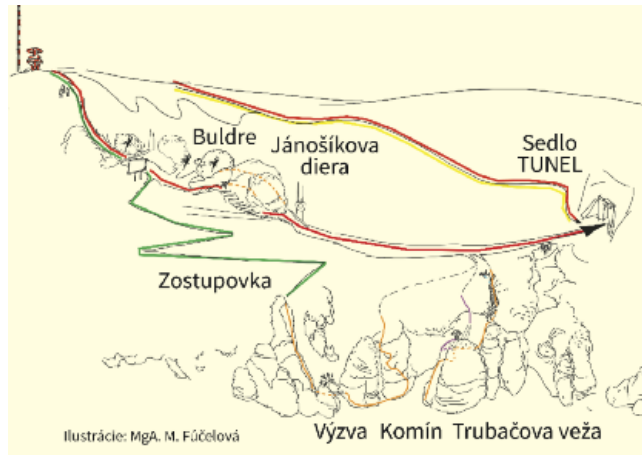 Buldre
Jánošíkova
diera
Sedlo
TUNEL
Zostupovka
Ilustrácie: MgA. M. Fúčelová
Výzva Komín Trubačova veža